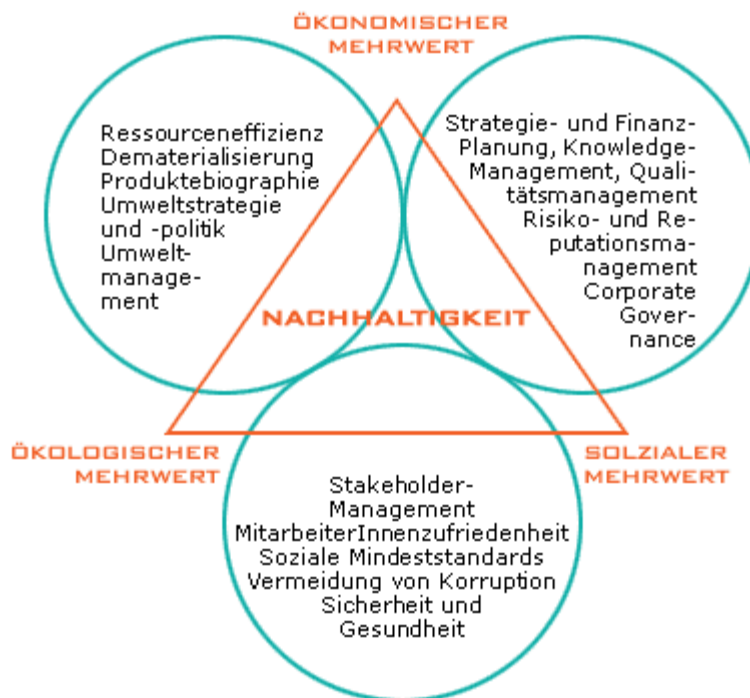 ÖKONOMISCHER
MEHRWERT
Ressourceneffizienz
Dematerialisierung
Produktebiographie
Umweltstrategie
und -politik
Umwelt-
manage-
ment
Strategie- und Finanz-
Planung, Knowledge-
Management, Quali-
tätsmanagement
Risiko- und Re-
putationsma-
nagement
Corporate
Gover-
nance
NACHHALTIGKEIT
ÖKOLOGISCHER
MEHRWERT
SOLZIALER
MEHRWERT
Stakeholder-
Management
MitarbeiterInnenzufriedenheit
Soziale Mindeststandards
Vermeidung von Korruption
Sicherheit und
Gesundheit